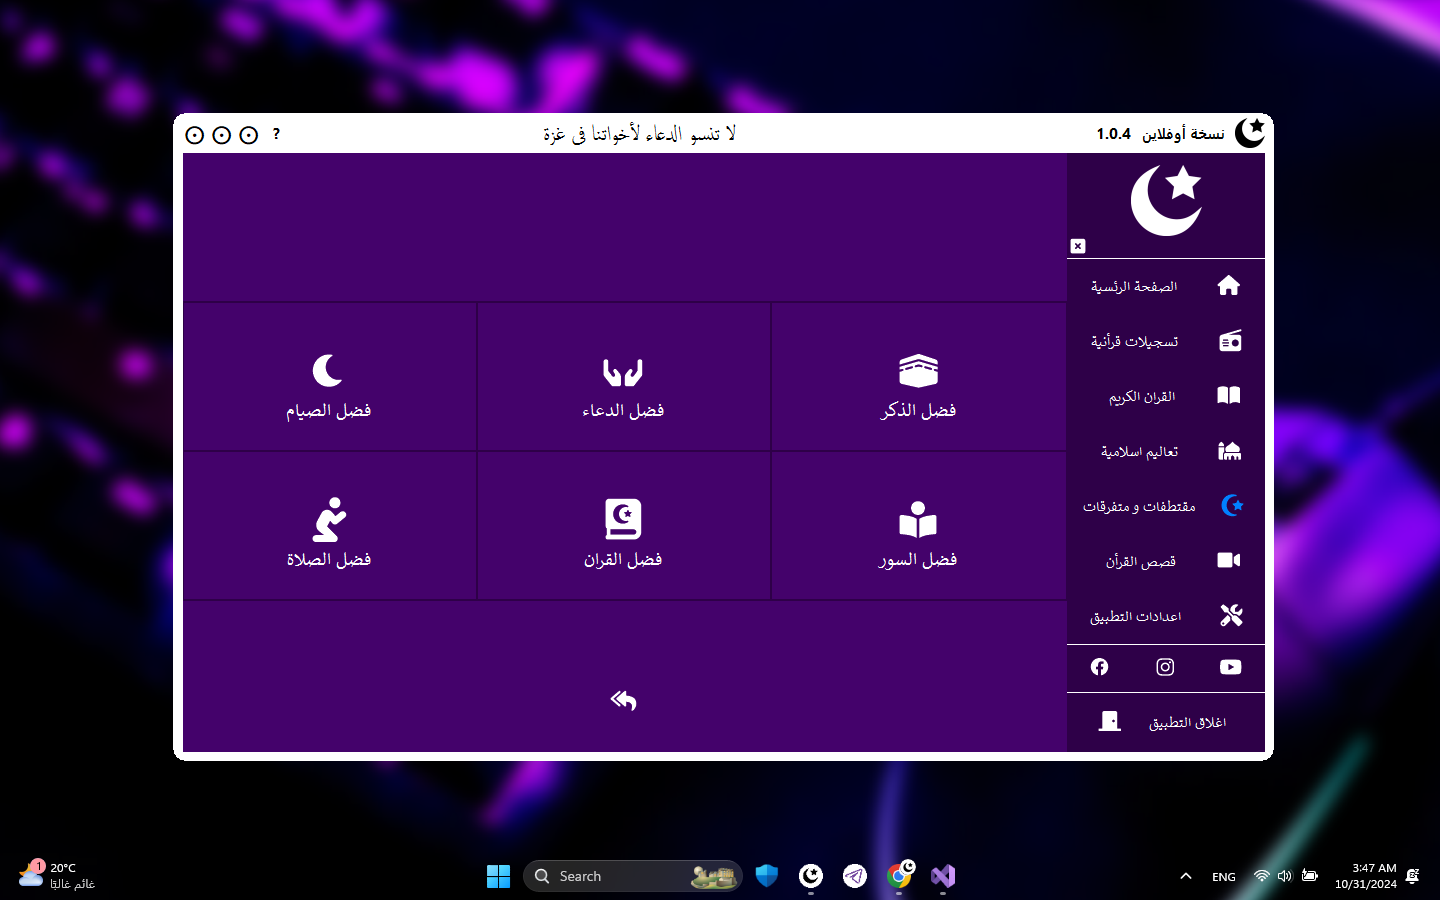 نسخة أوفلاين 1.0.4
لا تنسو الدعاء لأخواتنا فى غزة
?
الصفحة الرئسية
تسجيلات قرأنية
القران الكريم
تعاليم اسلامية
مقتطفات و متفرقات
قصص القرأن
اعدادات التطبيق
اغلاق التطبيق
فضل الذكر
فضل الدعاء
فضل الصيام
فضل السور
فضل القران
فضل الصلاة
1
20°C
غائم غالبًا
Search
ENG
3:47 AM
10/31/2024